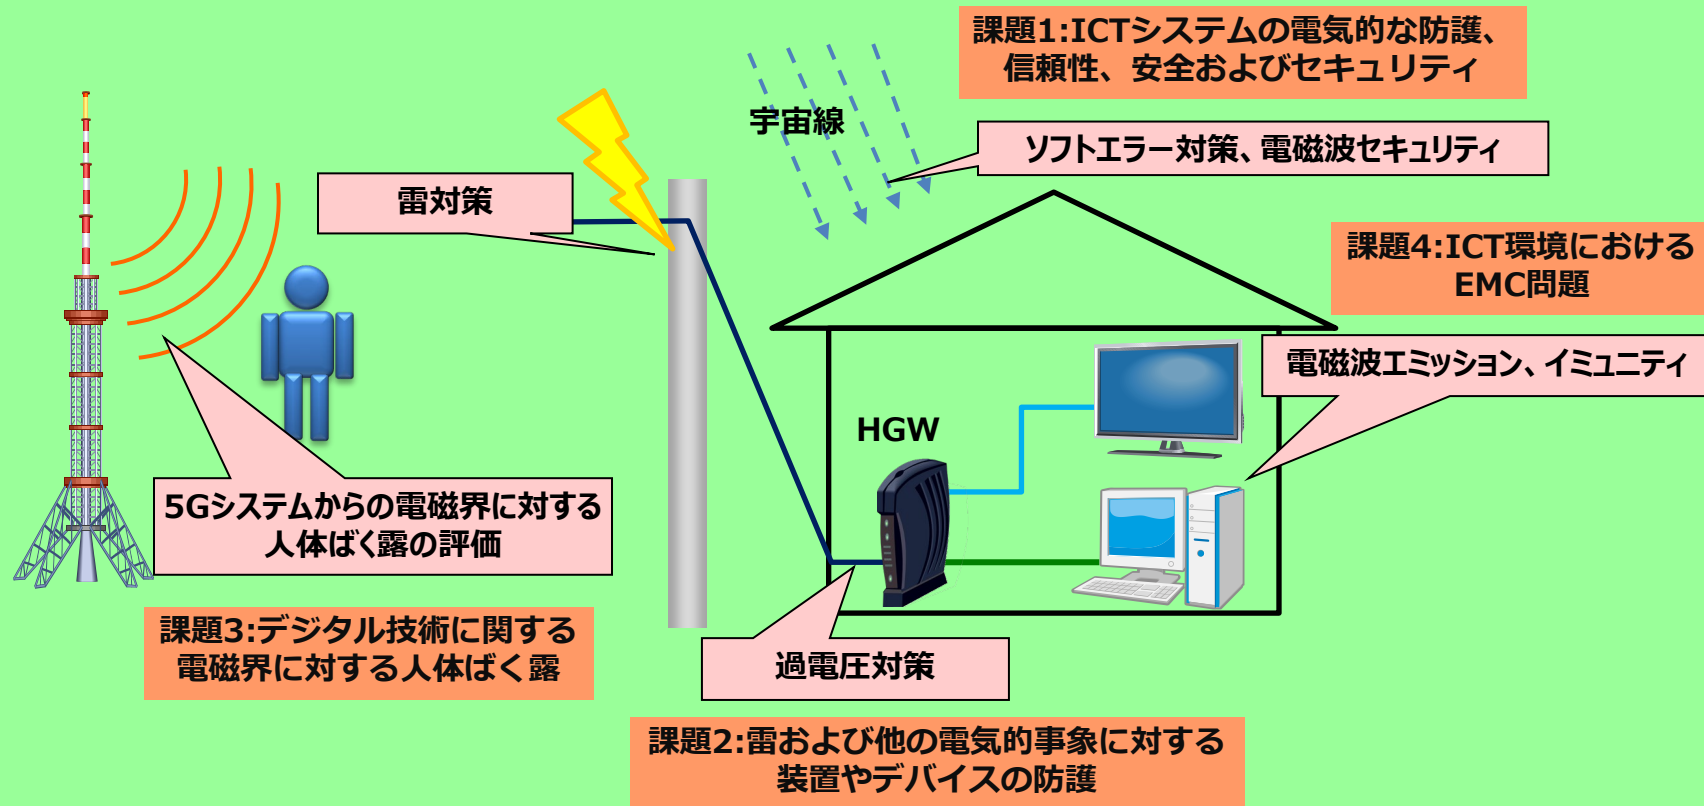 課題1:ICTシステムの電気的な防護、
信頼性、安全およびセキュリティ
宇宙線
ソフトエラー対策、電磁波セキュリティ
雷対策
課題4:ICT環境における
EMC問題
電磁波エミッション、イミュニティ
HGW
5Gシステムからの電磁界に対する
人体ばく露の評価
課題3:デジタル技術に関する
電磁界に対する人体ばく露
過電圧対策
課題2:雷および他の電気的事象に対する
装置やデバイスの防護